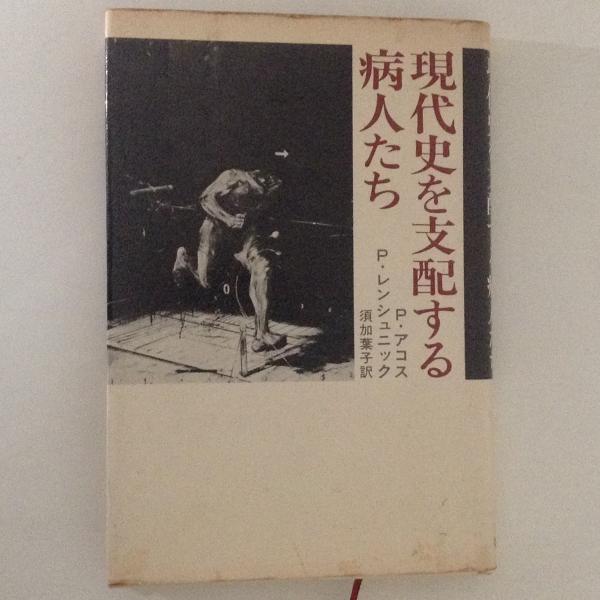 現代史を支配する
病人たち
P・アコス
P・レンシュニック
須加葉子訳
0